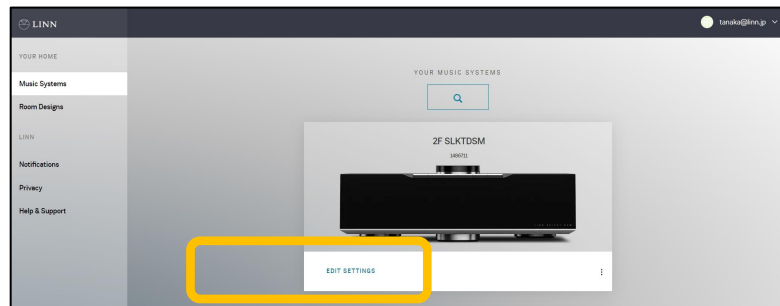 LINN
tanaka@linn.jp
YOUR HOME
Music Systems
Room Designs
LINN
Notifications
Privacy
Help & Support
YOUR MUSIC SYSTEMS
2F SLKTDSM
1486711
EDIT SETTINGS